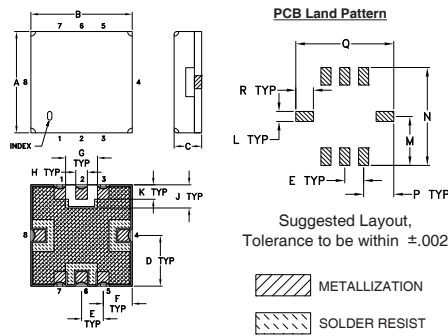 PCB Land Pattern
B
7 6 5
A
8 4
INDEX
1 2 3
C
Q
R TYP
L TYP
N
M
E TYP
P TYP
G TYP
H TYP
1 2 3
K TYP
J TYP
8 4
D TYP
7 6 5
F TYP
E TYP
Suggested Layout,
Tolerance to be within ±.002
METALLIZATION
SOLDER RESIST